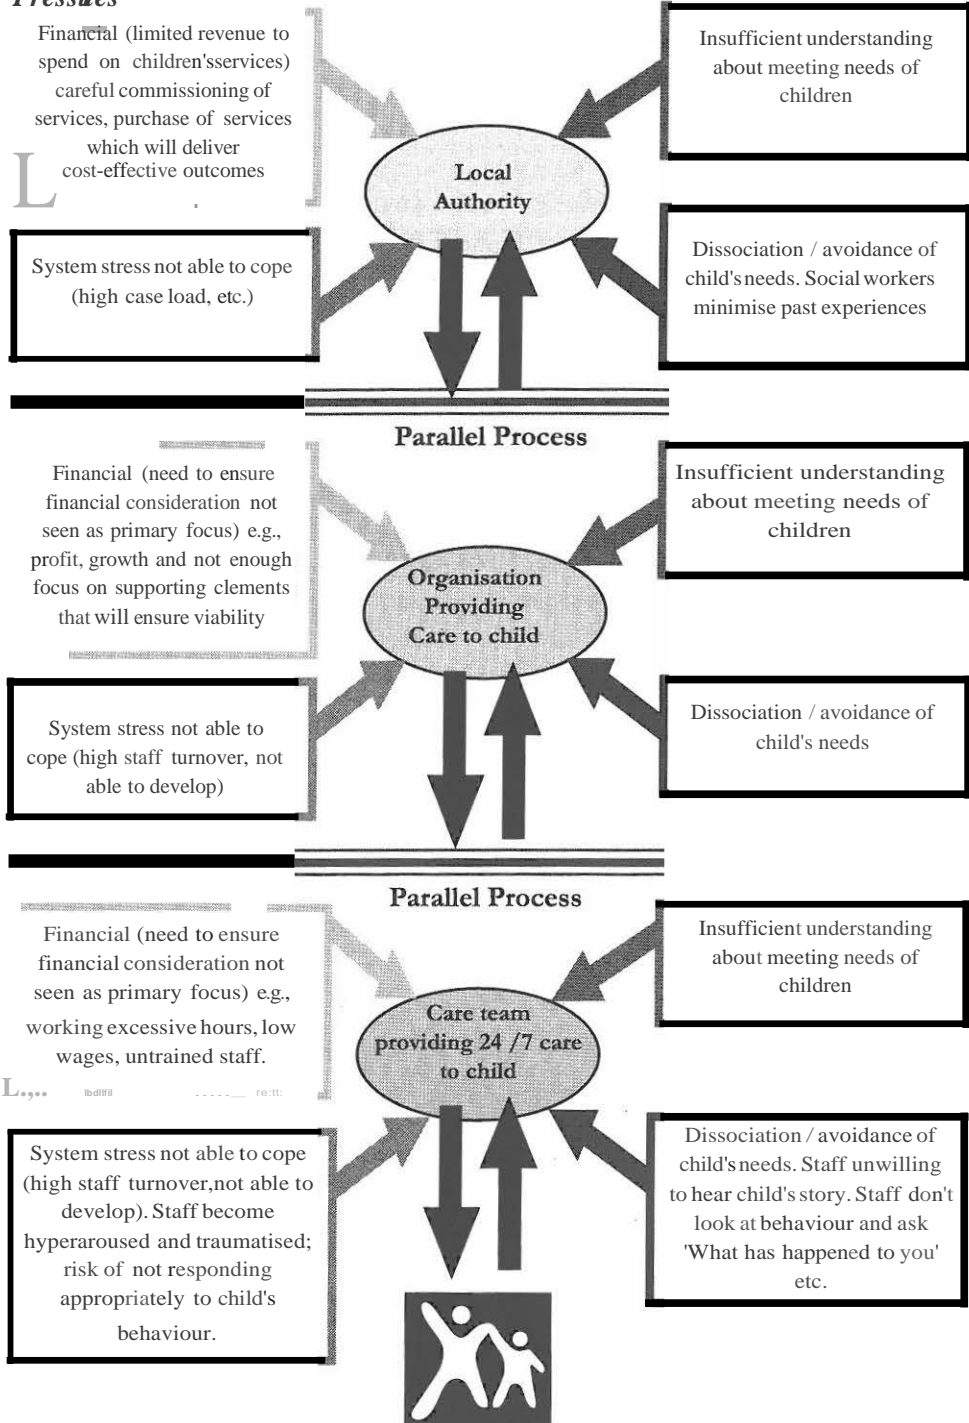 Financial (limited revenue to
spend on children'sservices)
careful commissioning of
services, purchase of services
which will deliver
cost-effective outcomes
Insufficient understanding
about meeting needs of
children
Local
Authority
System stress not able to cope
(high case load, etc.)
Dissociation / avoidance of
child'sneeds. Social workers
minimise past experiences
Parallel Process
Financial (need to ensure
financial consideration not
seen as primary focus) e.g.,
profit, growth and not enough
focus on supporting clements
that will ensure viability
Insufficient understanding
about meeting needs of
children
Organisation
Providing
Care to child
System stress not able to
cope (high staff turnover, not
able to develop)
Dissociation / avoidance of
child's needs
Parallel Process
Financial (need to ensure
financial consideration not
seen as primary focus) e.g.,
working excessive hours, low
wages, untrained staff.
Insufficient understanding
about meeting needs of
children
Care team
providing 24 /7 care
to child
System stress not able to cope
(high staff turnover,not able to
develop). Staff become
hyperaroused and traumatised;
risk of not responding
appropriately to child's
behaviour.
Dissociation / avoidance of
child'sneeds. Staff unwilling
to hear child's story. Staff don't
look at behaviour and ask
'What has happened to you'
etc.